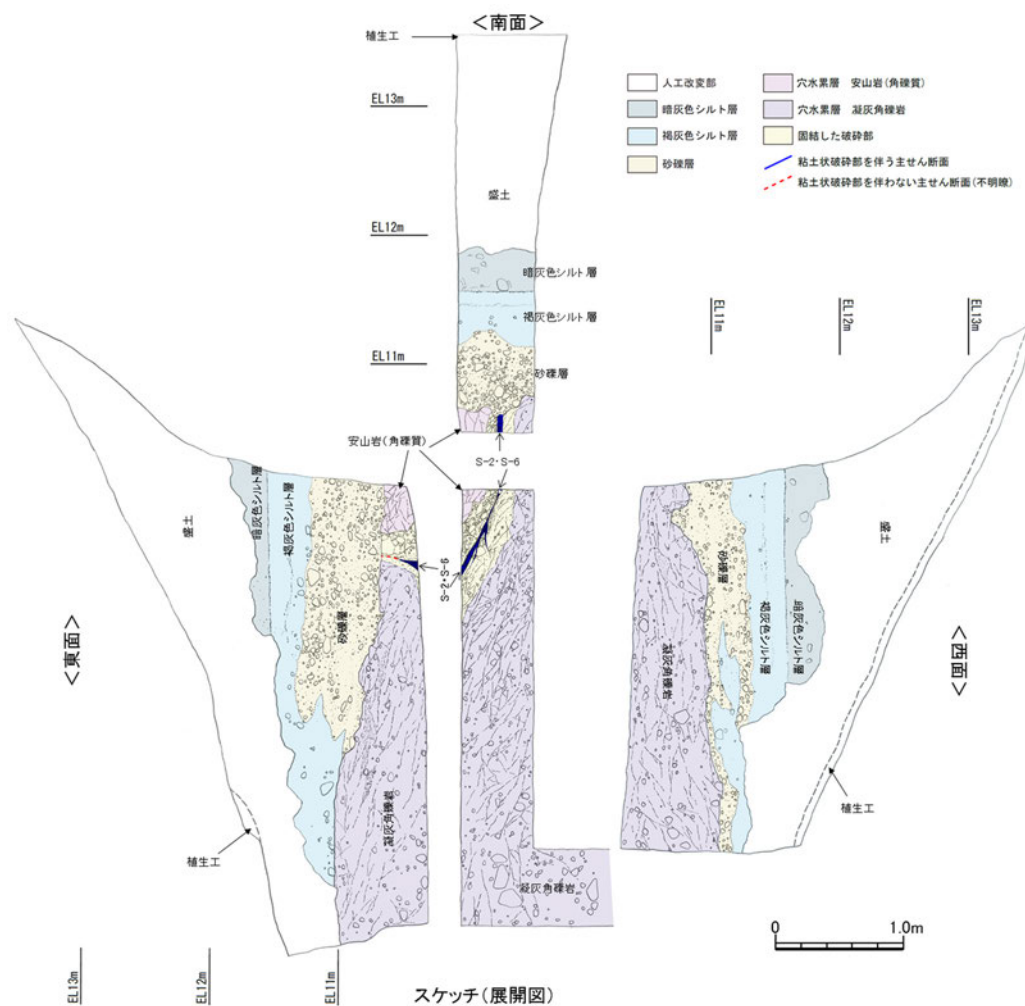 <南面>
植生工
EL13m
人工改変部
暗灰色シルト層
褐灰色シルト層
砂礫層
穴水累層 安山岩(角礫質)
穴水累層 凝灰角礫岩
固結した破砕部
粘土状破砕部を伴う主せん断面
粘土状破砕部を伴わない主せん断面(不明瞭)
盛土
EL12m
暗灰色シルト層
褐灰色シルト層
EL11m
砂礫層
安山岩(角礫質)
S-2・S-6
EL11m
EL12m
EL13m
<東面>
盛土
暗灰色シルト層
褐灰色シルト層
砂礫層
凝灰角礫岩
S-2・S-6
植生工
EL13m
EL12m
EL11m
凝灰角礫岩
凝灰角礫岩
砂礫層
褐灰色シルト層
暗灰色シルト層
盛土
<西面>
植生工
0
1.0m
スケッチ(展開図)